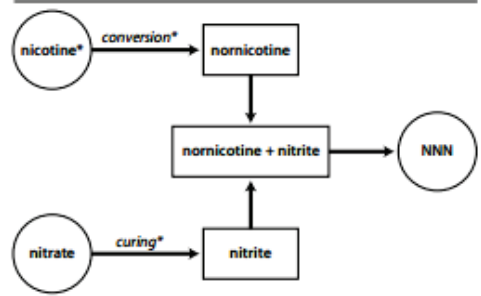 nicotine*
conversion*
nornicotine
nornicotine + nitrite
NNN
nitrate
curing*
nitrite